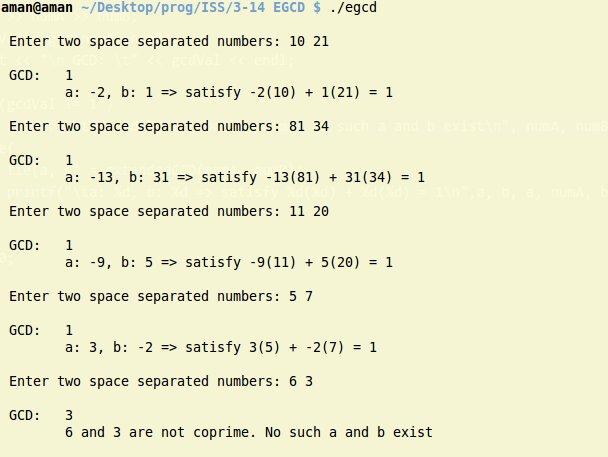 aman@aman ~/Desktop/prog/ISS/3-14 EGCD $ ./egcd
Enter two space separated numbers: 10 21
GCD: 1
a: -2, b: 1 => satisfy -2(10) + 1(21) = 1
Enter two space separated numbers: 81 34
GCD: 1
a: -13, b: 31 => satisfy -13(81) + 31(34) = 1
Enter two space separated numbers: 11 20
GCD: 1
a: -9, b: 5 => satisfy -9(11) + 5(20) = 1
Enter two space separated numbers: 5 7
GCD: 1
a: 3, b: -2 => satisfy 3(5) + -2(7) = 1
Enter two space separated numbers: 6 3
GCD: 3
6 and 3 are not coprime. No such a and b exist